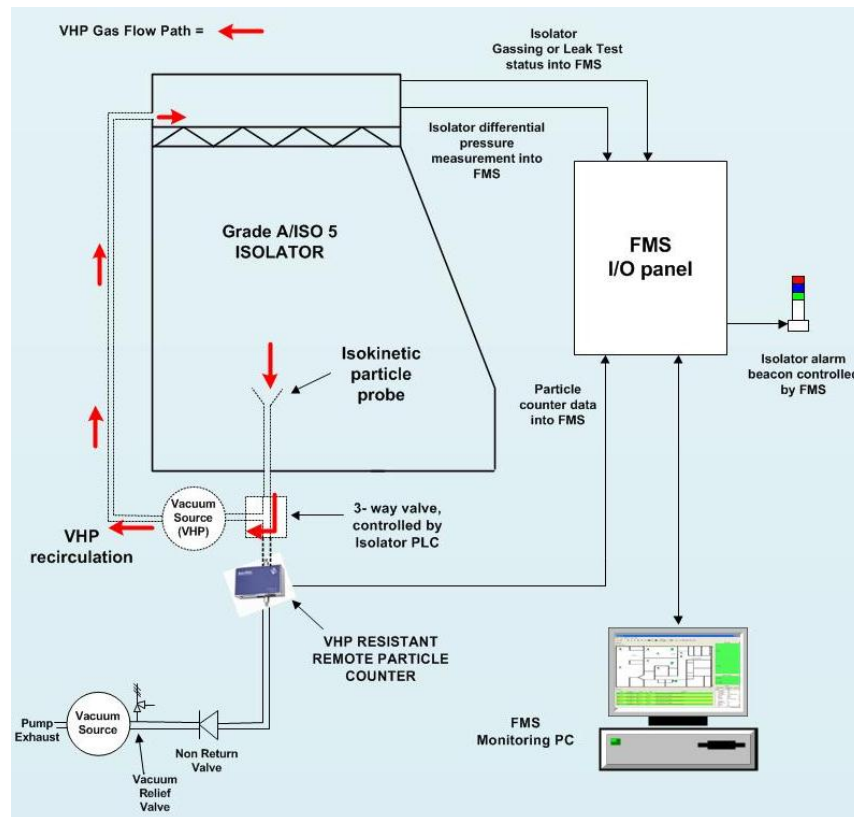 VHP Gas Flow Path =
Isolator
Gassing or Leak Test
status into FMS
Isolator differential
pressure measurement into
FMS
Grade A/ISO 5
ISOLATOR
FMS
I/O panel
Isokinetic
particle
probe
Particle
counter data
into FMS
Isolator alarm
beacon controlled
by FMS
Vacuum
Source
(VHP)
3- way valve,
controlled by
Isolator PLC
VHP
recirculation
VHP RESISTANT
REMOTE PARTICLE
COUNTER
Vacuum
Source
Pump
Exhaust
Non Return
Valve
Vacuum
Relief
Valve
FMS
Monitoring PC